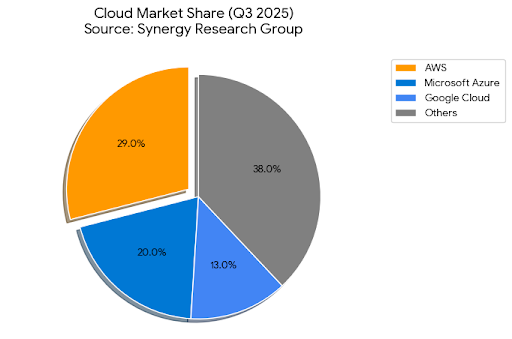 Cloud Market Share (Q3 2025)
Source: Synergy Research Group
AWS
Microsoft Azure
Google Cloud
Others
29.0%
38.0%
20.0%
13.0%